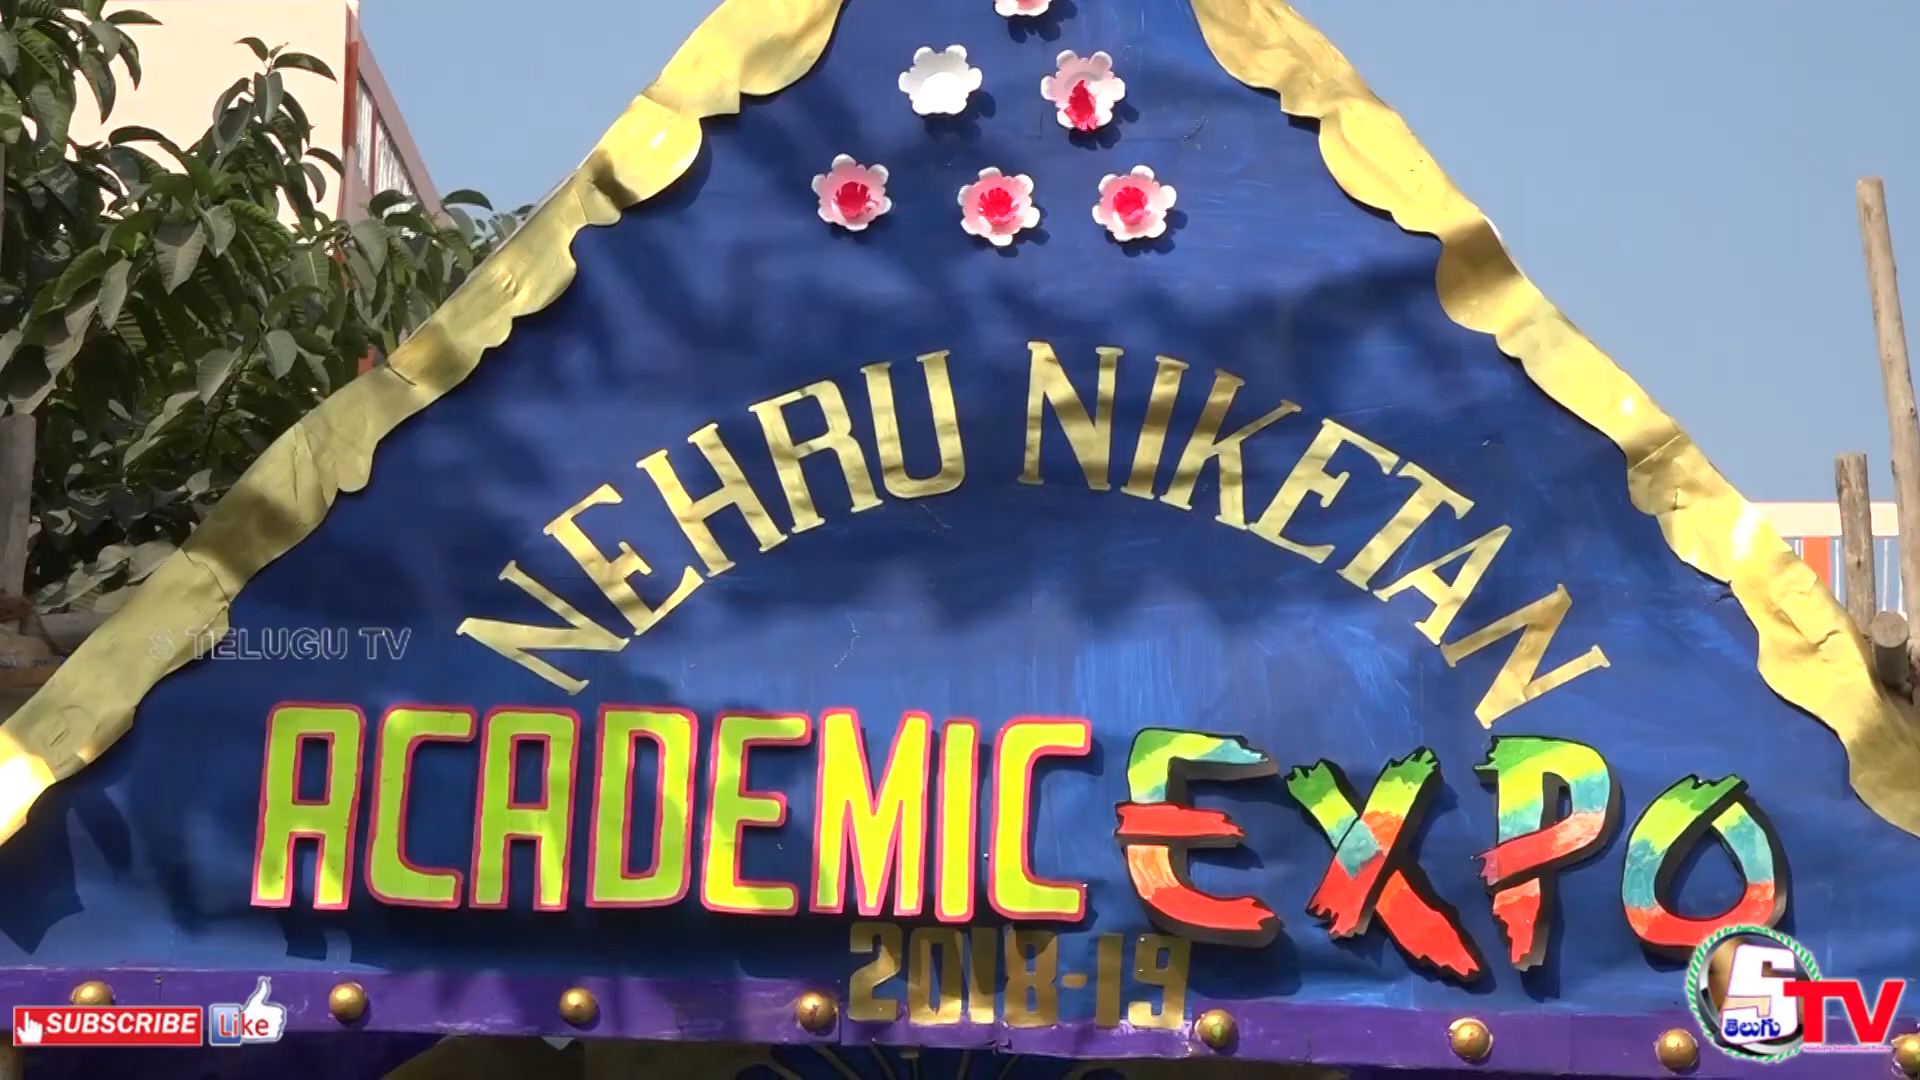 NEHRU NIKETAN
S TELUGU TV
ACADEMIC EXPO
2018-19
SUBSCRIBE
Like
S TV
తెలుగు